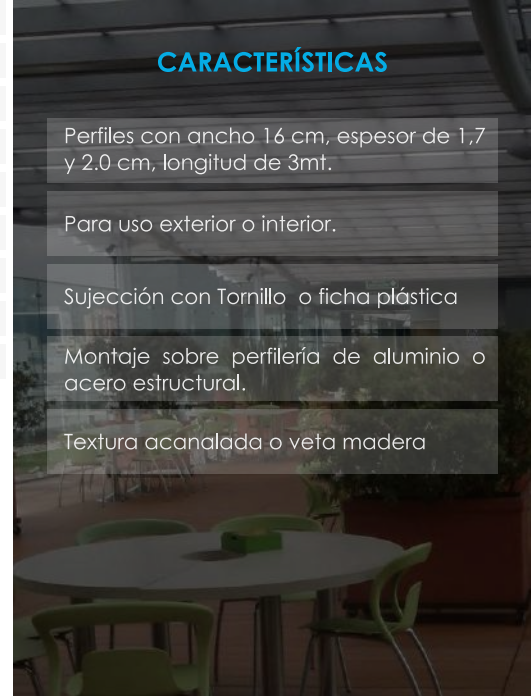 CARACTERÍSTICAS
Perfiles con ancho 16 cm, espesor de 1,7
y 2.0 cm, longitud de 3mt.
Para uso exterior o interior.
Sujección con Tornillo o ficha plástica
Montaje sobre perfilería de aluminio o
acero estructural.
Textura acanalada o veta madera